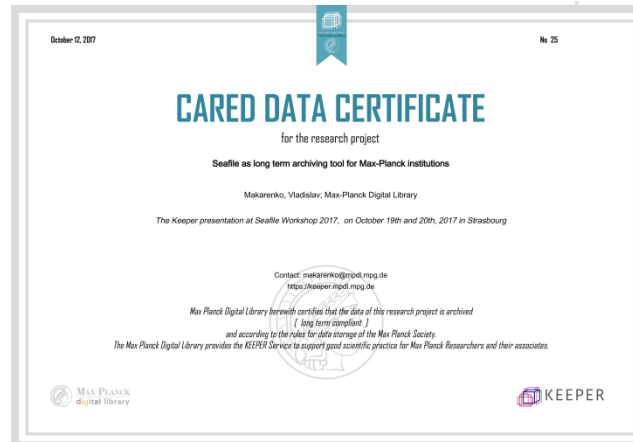 October 12, 2017
No 25
CARED DATA CERTIFICATE
for the research project
Seafile as long term archiving tool for Max-Planck institutions
Makarenko, Vladislav; Max-Planck Digital Library
The Keeper presentation at Seafile Workshop 2017, on October 19th and 20th, 2017 in Strasbourg
Contact: makarenko@mpdl.mpg.de
https://keeper.mpdl.mpg.de
Max Planck Digital Library herewith certifies that the data of this research project is archived
[ long term compliant ]
and according to the rules for data storage of the Max Planck Society.
The Max Planck Digital Library provides the KEEPER Service to support good scientific practice for Max Planck Researchers and their associates.
MAX PLANCK
digital library
KEEPER